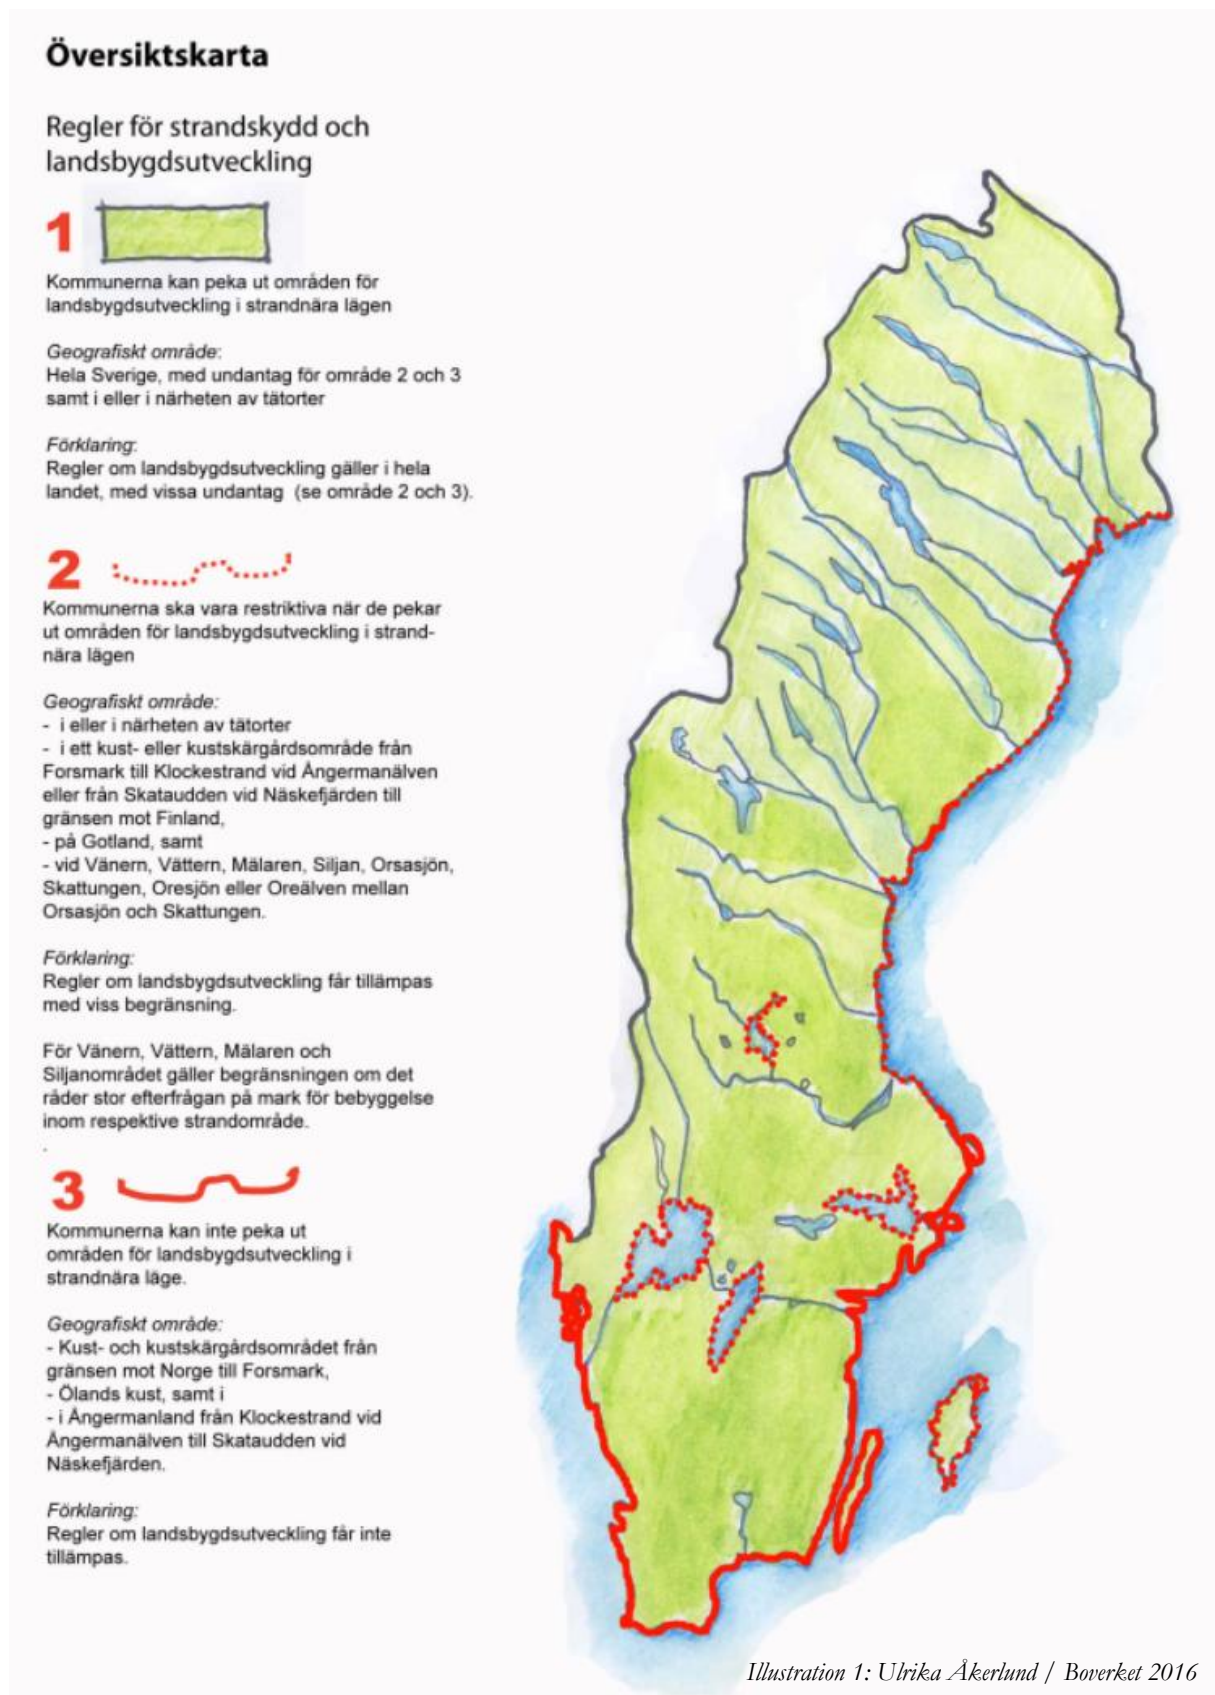 Översiktskarta
Regler för strandskydd och
landsbygdsutveckling
1
Kommunerna kan peka ut områden för
landsbygdsutveckling i strandnära lägen
Geografiskt område:
Hela Sverige, med undantag för område 2 och 3
samt i eller i närheten av tätorter
Förklaring:
Regler om landsbygdsutveckling gäller i hela
landet, med vissa undantag (se område 2 och 3).
2
Kommunerna ska vara restriktiva när de pekar
ut områden för landsbygdsutveckling i strand-
nära lägen
Geografiskt område:
- i eller i närheten av tätorter
- i ett kust- eller kustskärgårdsområde från
Forsmark till Klockestrand vid Ångermanälven
eller från Skataudden vid Näskefjärden till
gränsen mot Finland,
- på Gotland, samt
- vid Vänern, Vättern, Mälaren, Siljan, Orsasjön,
Skattungen, Oresjön eller Oreälven mellan
Orsasjön och Skattungen.
Förklaring:
Regler om landsbygdsutveckling får tillämpas
med viss begränsning.
För Vänern, Vättern, Mälaren och
Siljanområdet gäller begränsningen om det
råder stor efterfrågan på mark för bebyggelse
inom respektive strandområde.
.
3
Kommunerna kan inte peka ut
områden för landsbygdsutveckling i
strandnära läge.
Geografiskt område:
- Kust- och kustskärgårdsområdet från
gränsen mot Norge till Forsmark,
- Ölands kust, samt i
- i Ångermanland från Klockestrand vid
Ångermanälven till Skataudden vid
Näskefjärden.
Förklaring:
Regler om landsbygdsutveckling får inte
tillämpas.
Illustration 1: Ulrika Åkerlund / Boverket 2016